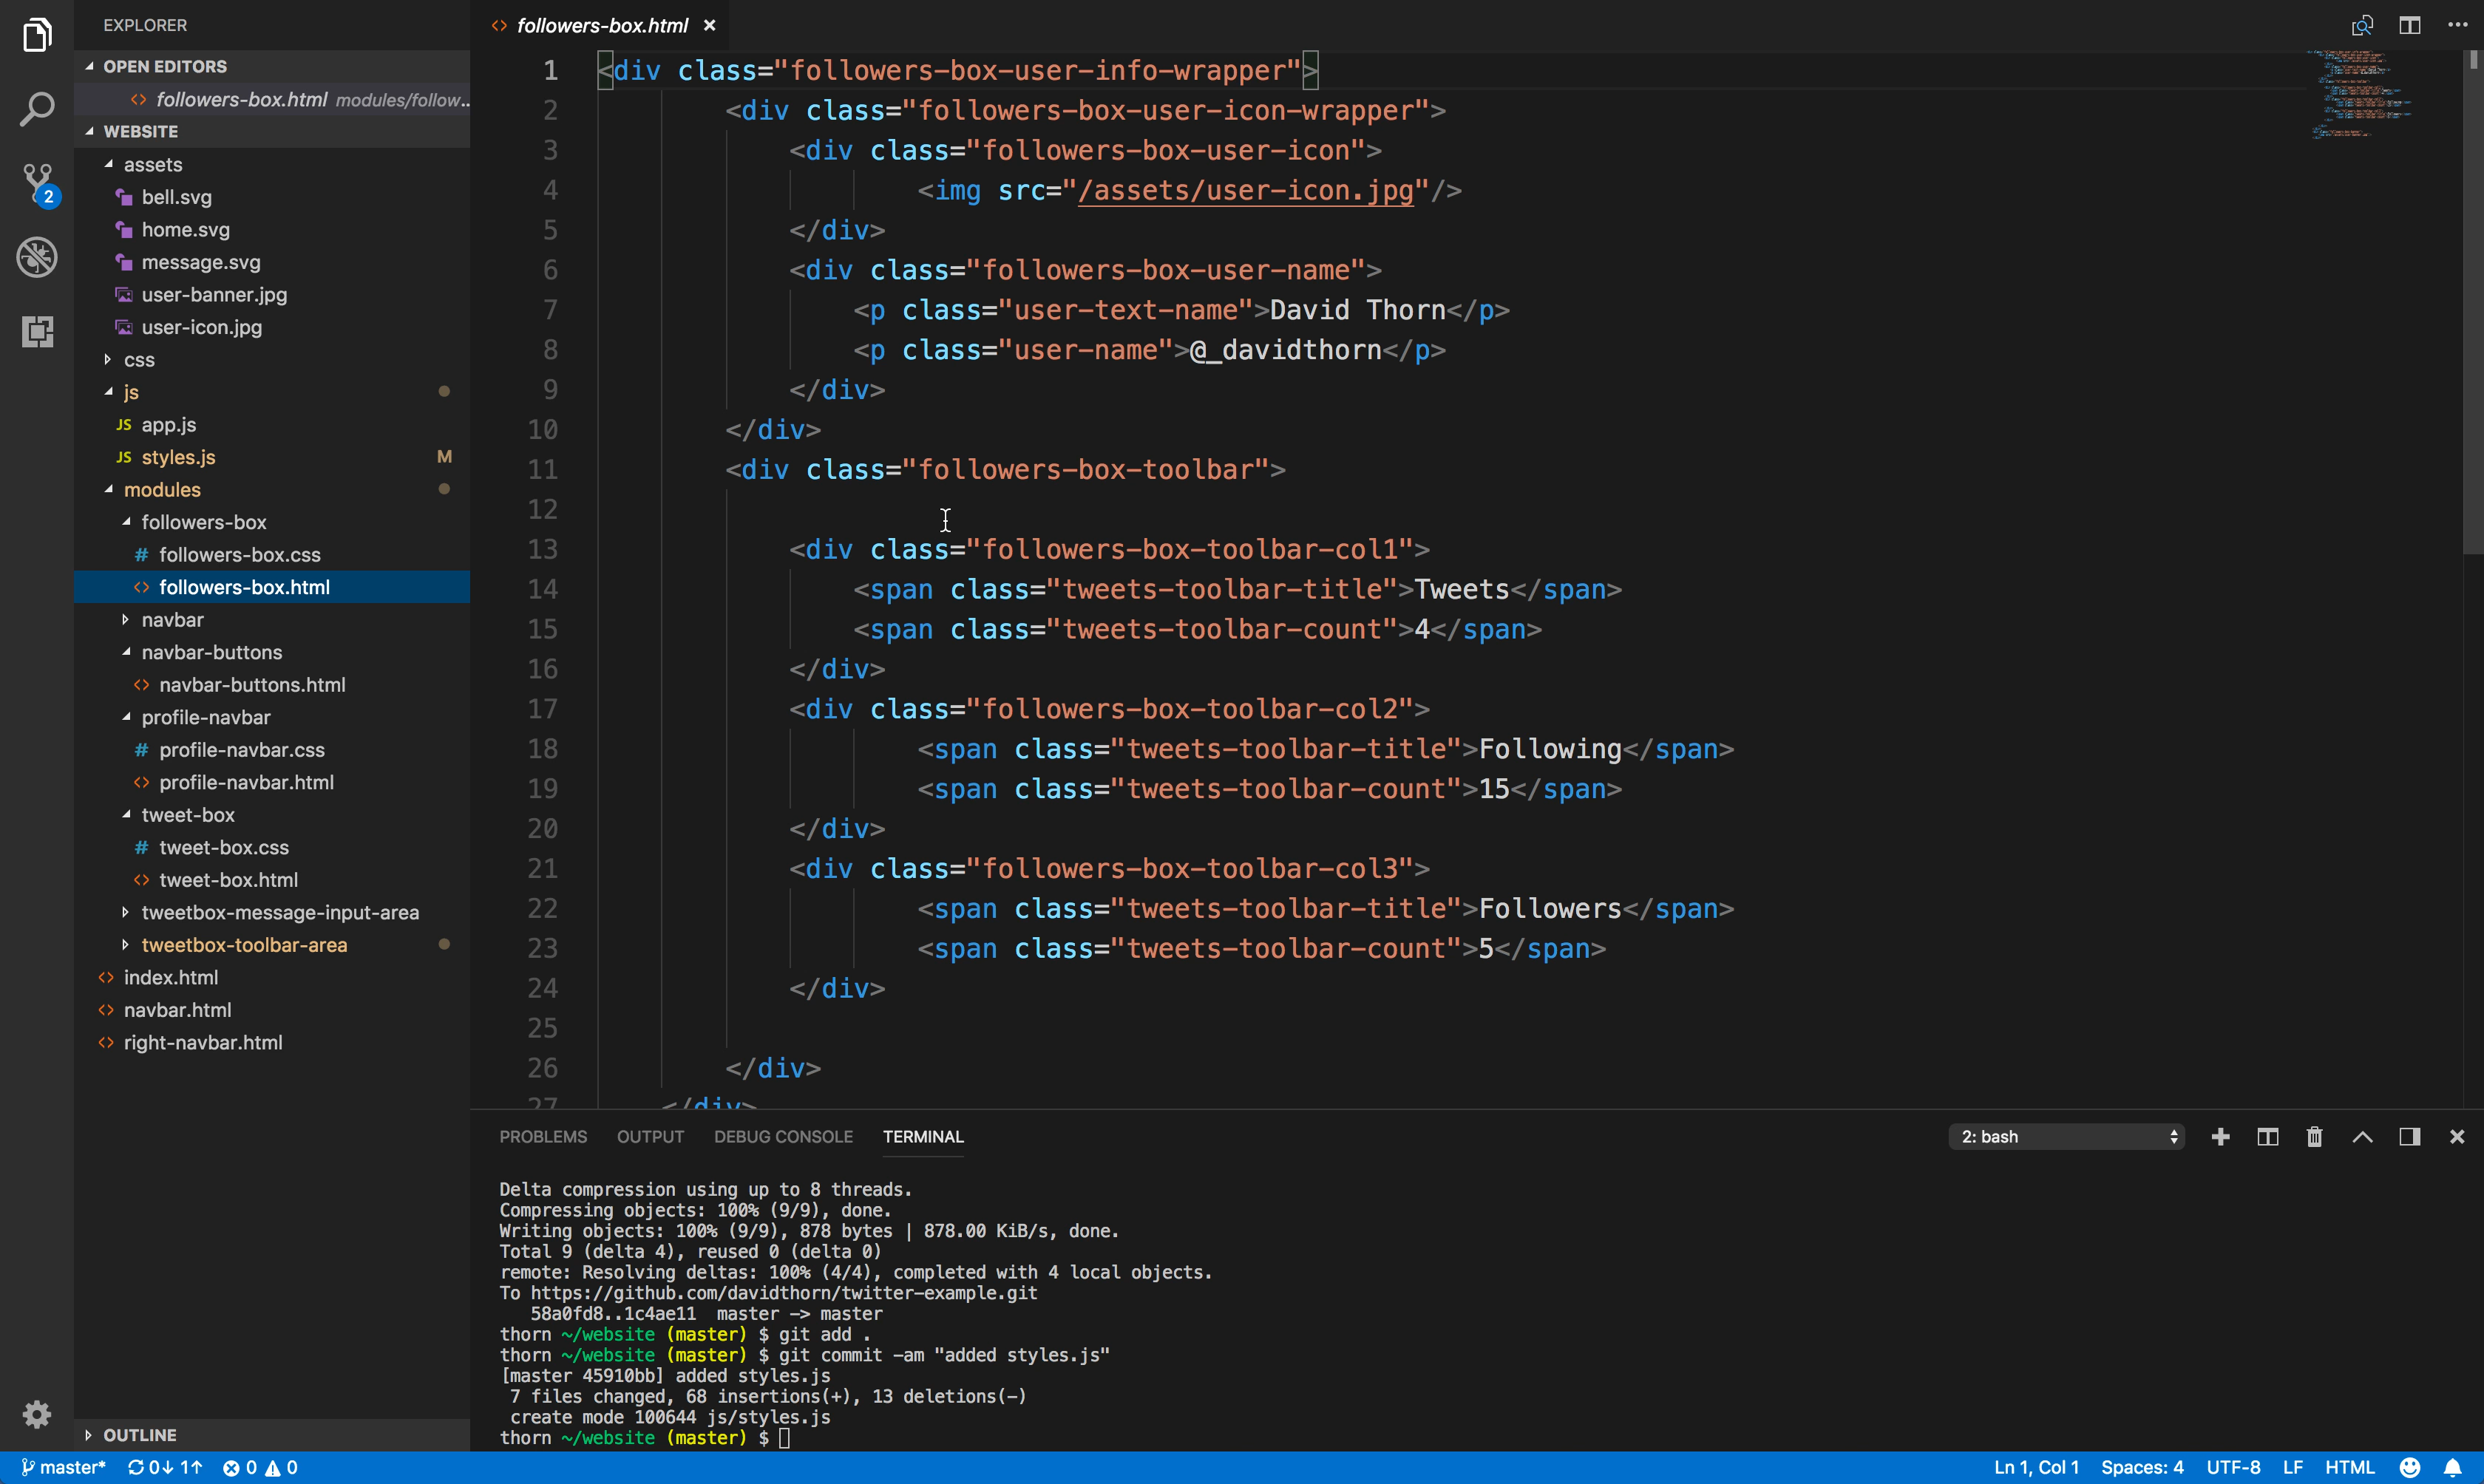 EXPLORER
OPEN EDITORS
followers-box.html modules/follow...
WEBSITE
assets
bell.svg
home.svg
message.svg
user-banner.jpg
user-icon.jpg
css
js
JS app.js
JS styles.js M
modules
followers-box
# followers-box.css
<> followers-box.html
navbar
navbar-buttons
<> navbar-buttons.html
profile-navbar
# profile-navbar.css
<> profile-navbar.html
tweet-box
# tweet-box.css
<> tweet-box.html
tweetbox-message-input-area
tweetbox-toolbar-area
<> index.html
<> navbar.html
<> right-navbar.html
OUTLINE
2
<> followers-box.html ×
1 <div class="followers-box-user-info-wrapper">
2 <div class="followers-box-user-icon-wrapper">
3 <div class="followers-box-user-icon">
4 <img src="/assets/user-icon.jpg"/>
5 </div>
6 <div class="followers-box-user-name">
7 <p class="user-text-name">David Thorn</p>
8 <p class="user-name">@_davidthorn</p>
9 </div>
10 </div>
11 <div class="followers-box-toolbar">
12
13 <div class="followers-box-toolbar-col1">
14 <span class="tweets-toolbar-title">Tweets</span>
15 <span class="tweets-toolbar-count">4</span>
16 </div>
17 <div class="followers-box-toolbar-col2">
18 <span class="tweets-toolbar-title">Following</span>
19 <span class="tweets-toolbar-count">15</span>
20 </div>
21 <div class="followers-box-toolbar-col3">
22 <span class="tweets-toolbar-title">Followers</span>
23 <span class="tweets-toolbar-count">5</span>
24 </div>
25
26 </div>
27 </div>
PROBLEMS OUTPUT DEBUG CONSOLE TERMINAL 2: bash
Delta compression using up to 8 threads.
Compressing objects: 100% (9/9), done.
Writing objects: 100% (9/9), 878 bytes | 878.00 KiB/s, done.
Total 9 (delta 4), reused 0 (delta 0)
remote: Resolving deltas: 100% (4/4), completed with 4 local objects.
To https://github.com/davidthorn/twitter-example.git
58a0fd8..1c4ae11 master -> master
thorn ~/website (master) $ git add .
thorn ~/website (master) $ git commit -am "added styles.js"
[master 45910bb] added styles.js
7 files changed, 68 insertions(+), 13 deletions(-)
create mode 100644 js/styles.js
thorn ~/website (master) $
master* 0↓ 1↑ 0 0 Ln 1, Col 1 Spaces: 4 UTF-8 LF HTML